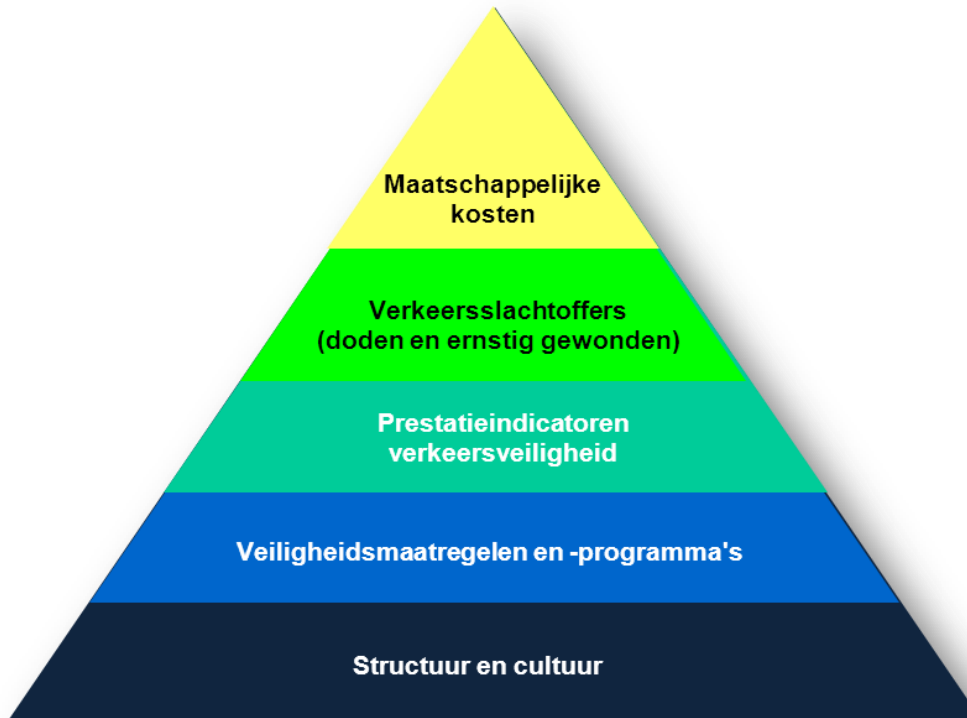 Maatschappelijke
kosten
Verkeersslachtoffers
(doden en ernstig gewonden)
Prestatieindicatoren
verkeersveiligheid
Veiligheidsmaatregelen en -programma's
Structuur en cultuur